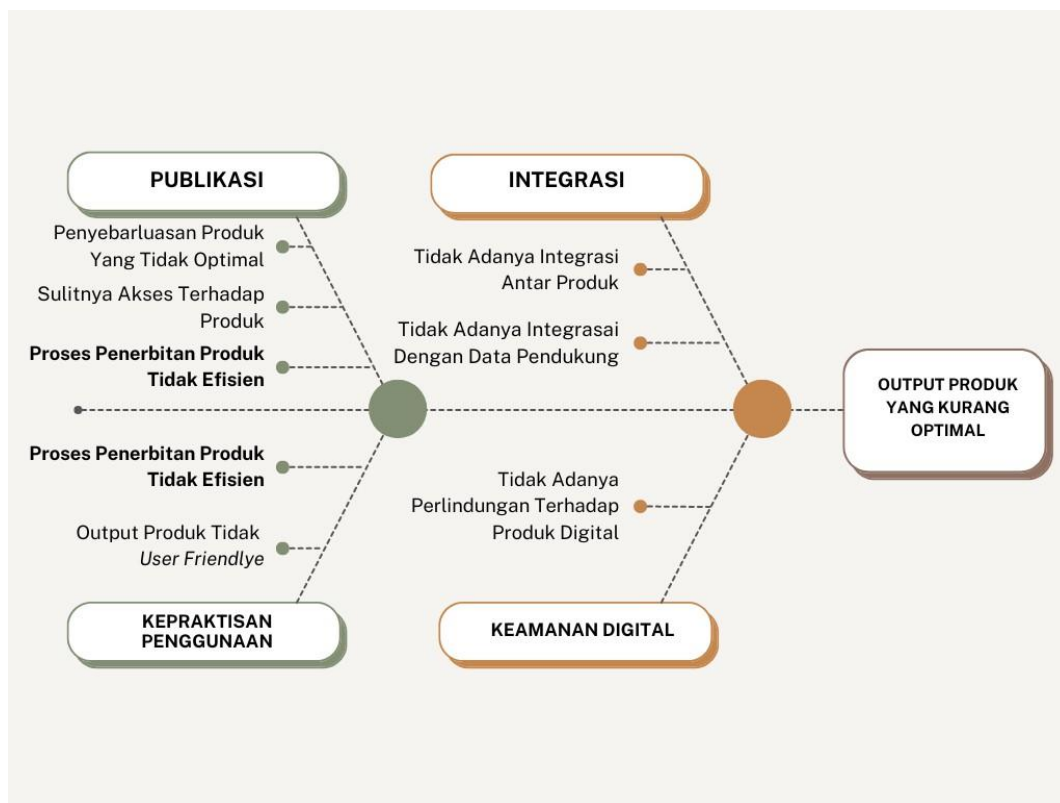 PUBLIKASI
Penyebarluasan Produk
Yang Tidak Optimal
Sulitnya Akses Terhadap
Produk
Proses Penerbitan Produk
Tidak Efisien
INTEGRASI
Tidak Adanya Integrasi
Antar Produk
Tidak Adanya Integrasai
Dengan Data Pendukung
OUTPUT PRODUK
YANG KURANG
OPTIMAL
Proses Penerbitan Produk
Tidak Efisien
Output Produk Tidak
User Friendlye
KEPRAKTISAN
PENGGUNAAN
Tidak Adanya
Perlindungan Terhadap
Produk Digital
KEAMANAN DIGITAL